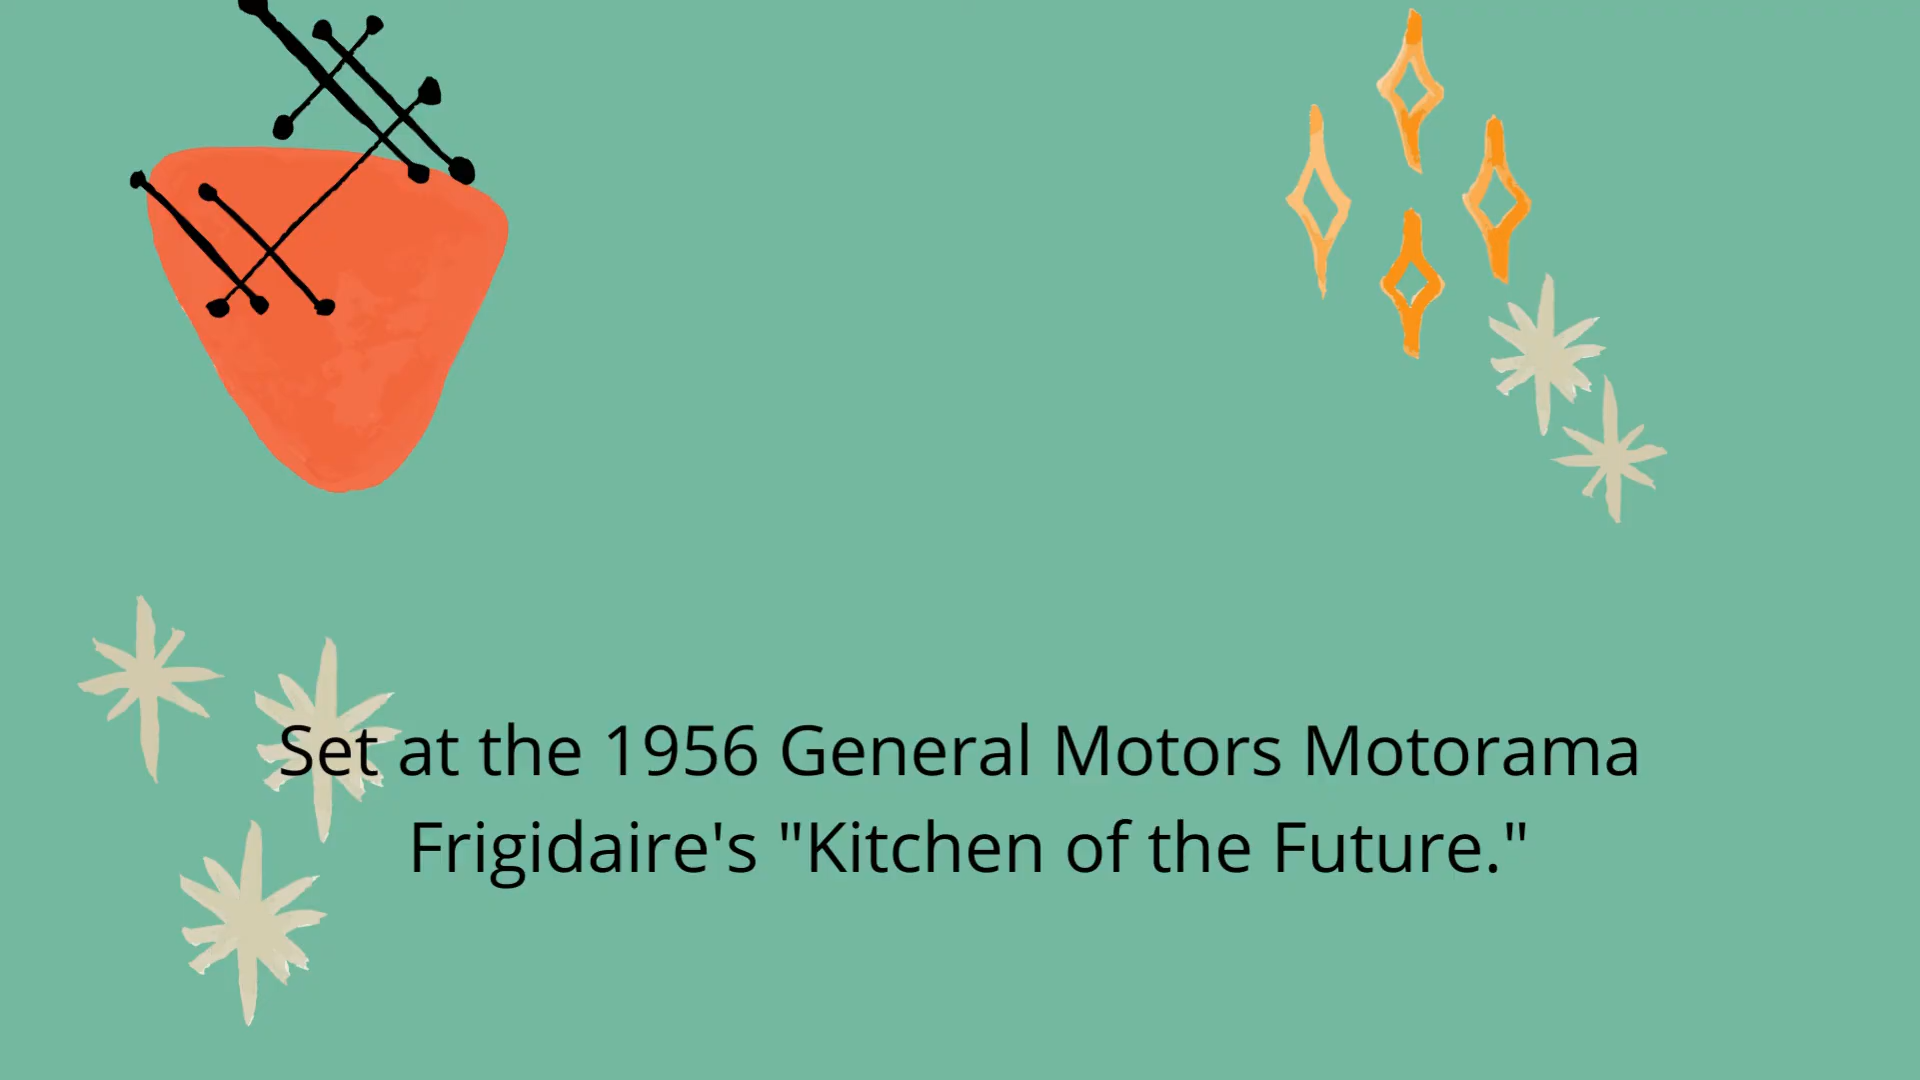 Set at the 1956 General Motors Motorama
Frigidaire's "Kitchen of the Future."